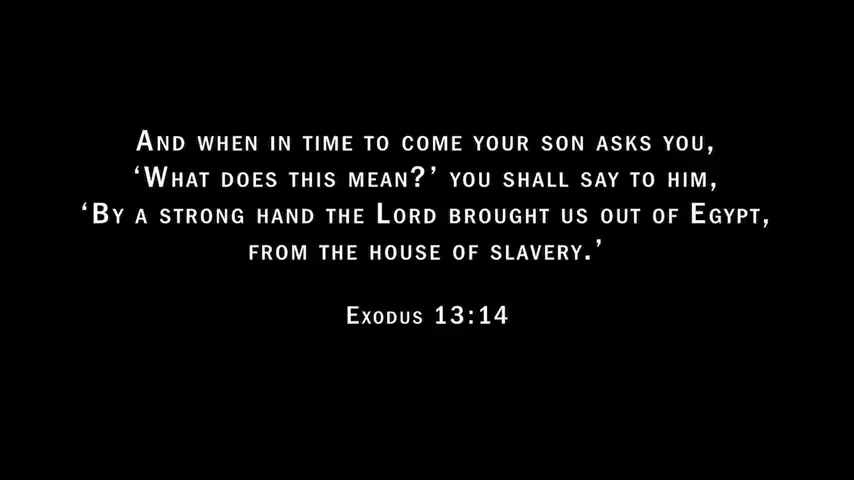 And when in time to come your son asks you,
‘What does this mean?’ you shall say to him,
‘By a strong hand the Lord brought us out of Egypt,
from the house of slavery.’
Exodus 13:14